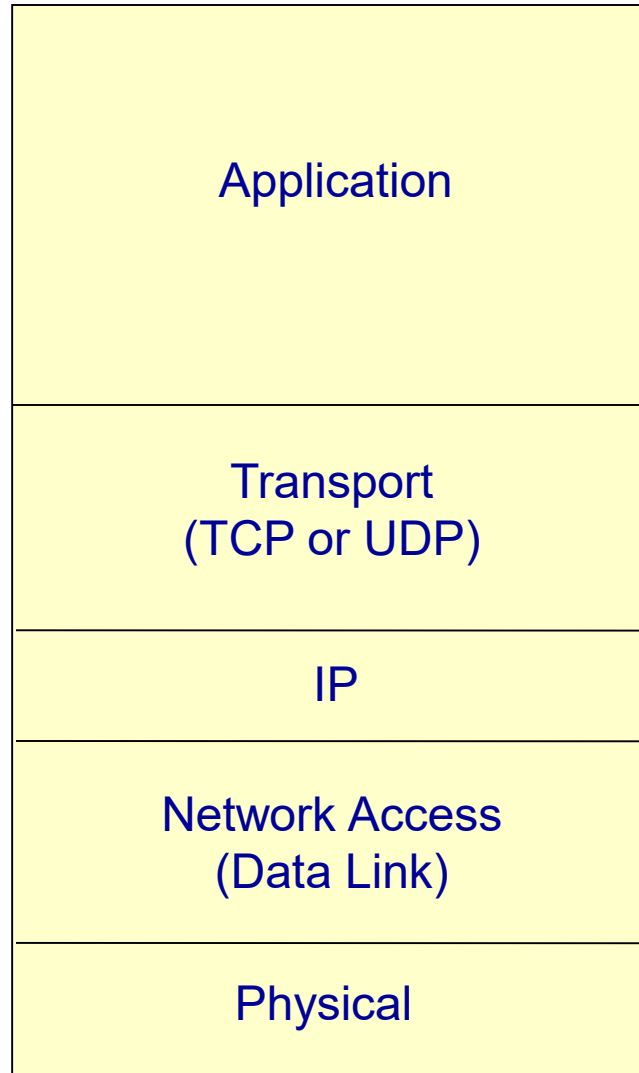 Application
Transport
(TCP or UDP)
IP
Network Access
(Data Link)
Physical